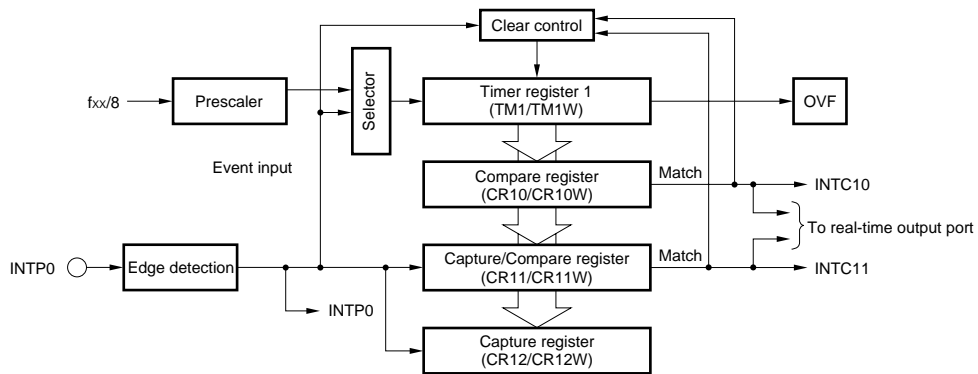 Clear control
fxx/8
Prescaler
Selector
Timer register 1
(TM1/TM1W)
OVF
Event input
Compare register
(CR10/CR10W)
Match
INTC10
To real-time output port
INTP0
Edge detection
Capture/Compare register
(CR11/CR11W)
Match
INTC11
INTP0
Capture register
(CR12/CR12W)